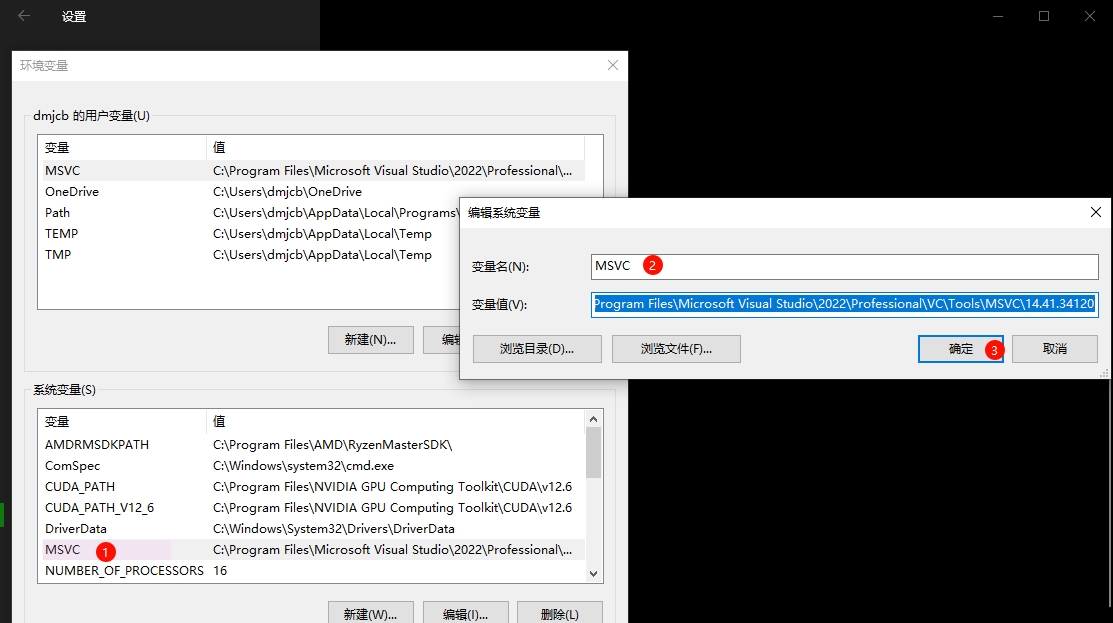 设置
环境变量
dmjcb 的用户变量(U)
变量 值
MSVC C:\Program Files\Microsoft Visual Studio\2022\Professional\...
OneDrive C:\Users\dmjcb\OneDrive
Path C:\Users\dmjcb\AppData\Local\Programs\
TEMP C:\Users\dmjcb\AppData\Local\Temp
TMP C:\Users\dmjcb\AppData\Local\Temp
新建(N)... 编辑
编辑系统变量
变量名(N): MSVC 2
变量值(V): Program Files\Microsoft Visual Studio\2022\Professional\VC\Tools\MSVC\14.41.34120
浏览目录(D)... 浏览文件(F)... 确定 3 取消
系统变量(S)
变量 值
AMDRMSDKPATH C:\Program Files\AMD\RyzenMasterSDK\
ComSpec C:\Windows\system32\cmd.exe
CUDA_PATH C:\Program Files\NVIDIA GPU Computing Toolkit\CUDA\v12.6
CUDA_PATH_V12_6 C:\Program Files\NVIDIA GPU Computing Toolkit\CUDA\v12.6
DriverData C:\Windows\System32\Drivers\DriverData
MSVC 1 C:\Program Files\Microsoft Visual Studio\2022\Professional\...
NUMBER_OF_PROCESSORS 16
新建(W)... 编辑(I)... 删除(L)